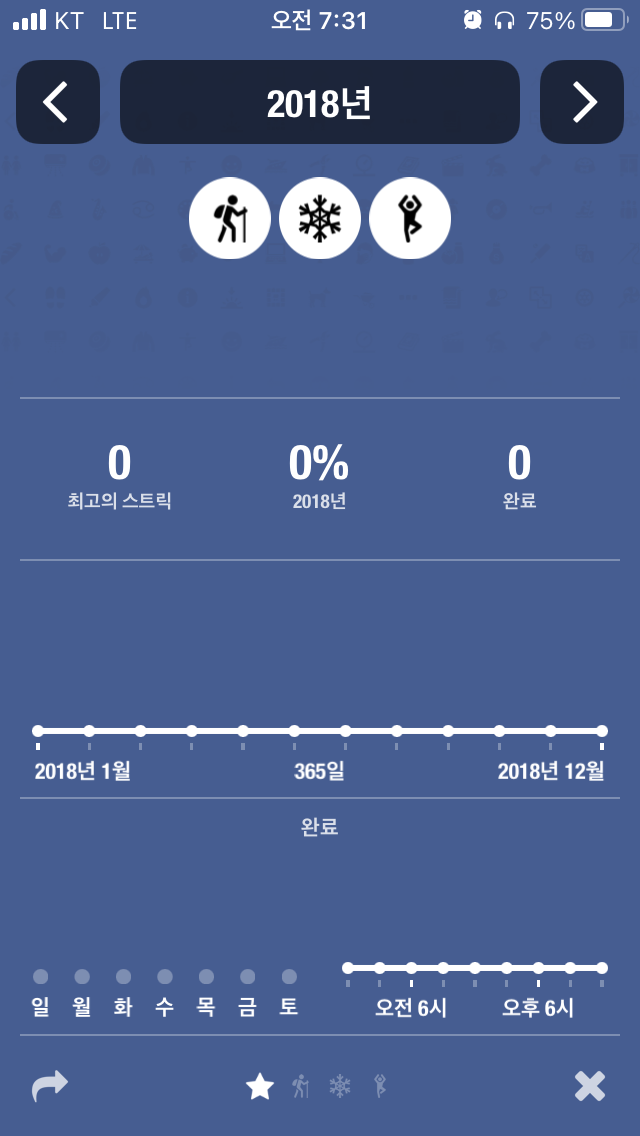 KT LTE 오전 7:31 75%
2018년
0 0% 0
최고의 스트릭 2018년 완료
2018년 1월 365일 2018년 12월
완료
일 월 화 수 목 금 토 오전 6시 오후 6시